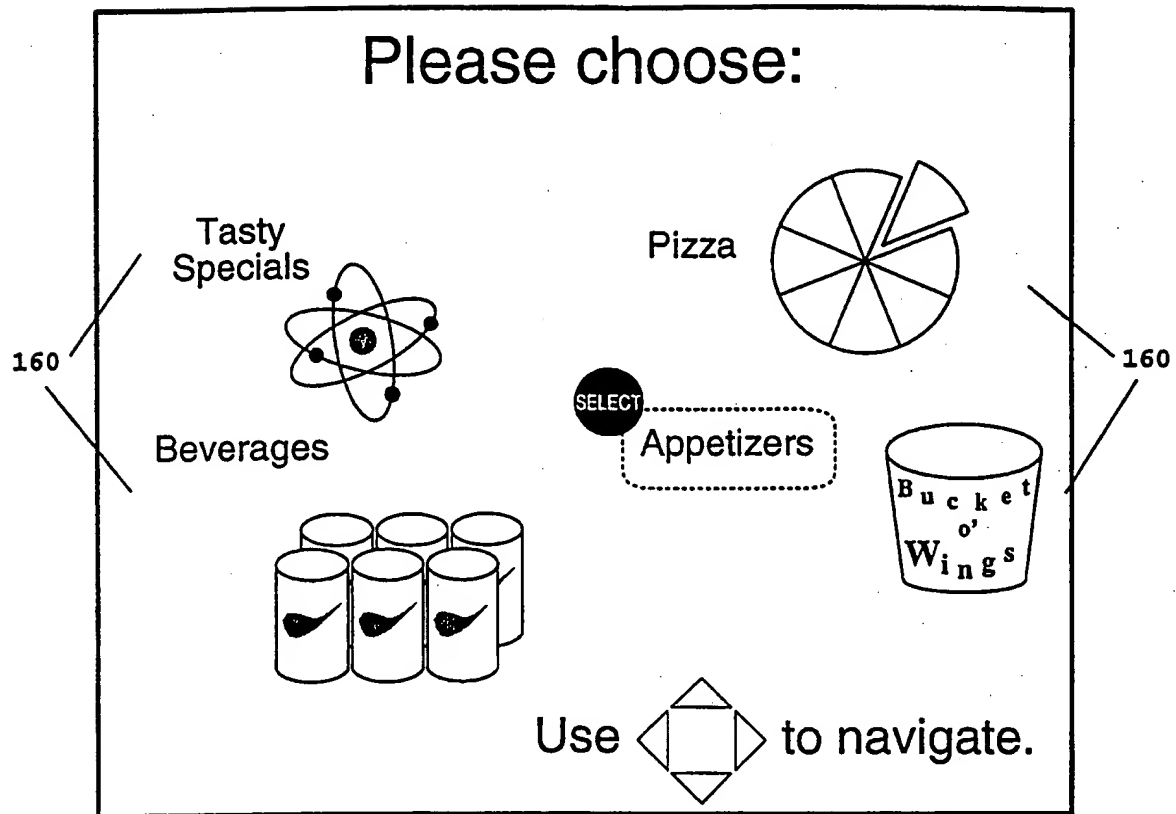 Please choose:
Tasty
Specials
Pizza
160
160
SELECT
Appetizers
Beverages
Bucket
o'
Wings
Use
to navigate.